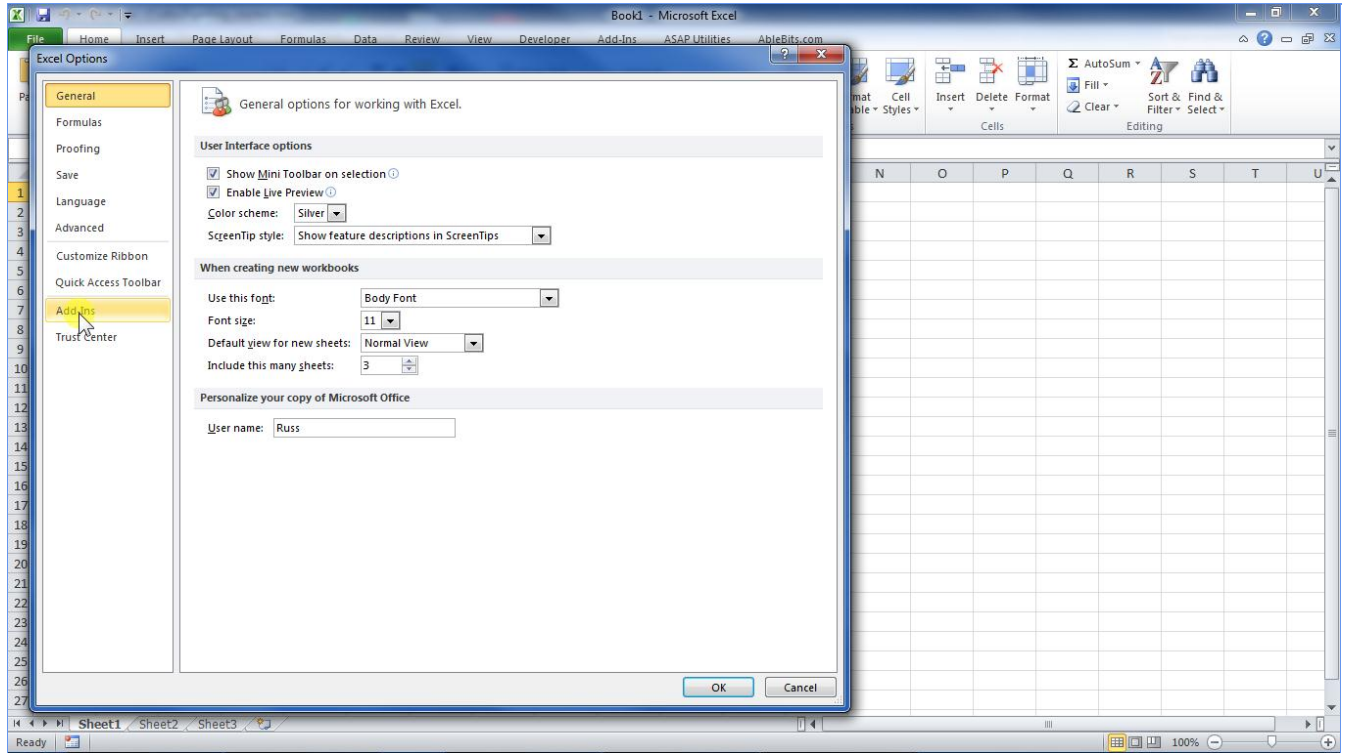 Book1 - Microsoft Excel
File Home Insert Page Layout Formulas Data Review View Developer Add-Ins ASAP Utilities AbleBits.com
Excel Options
General
Formulas
Proofing
Save
Language
Advanced
Customize Ribbon
Quick Access Toolbar
Add-Ins
Trust Center
General options for working with Excel.
User Interface options
Show Mini Toolbar on selection
Enable Live Preview
Color scheme: Silver
ScreenTip style: Show feature descriptions in ScreenTips
When creating new workbooks
Use this font: Body Font
Font size: 11
Default view for new sheets: Normal View
Include this many sheets: 3
Personalize your copy of Microsoft Office
User name: Russ
OK Cancel
Cell
Styles
Insert Delete Format
Cells
Σ AutoSum
Fill
Clear
Sort &
Filter
Find &
Select
Editing
N O P Q R S T U
1
2
3
4
5
6
7
8
9
10
11
12
13
14
15
16
17
18
19
20
21
22
23
24
25
26
27
Sheet1 Sheet2 Sheet3
Ready 100%